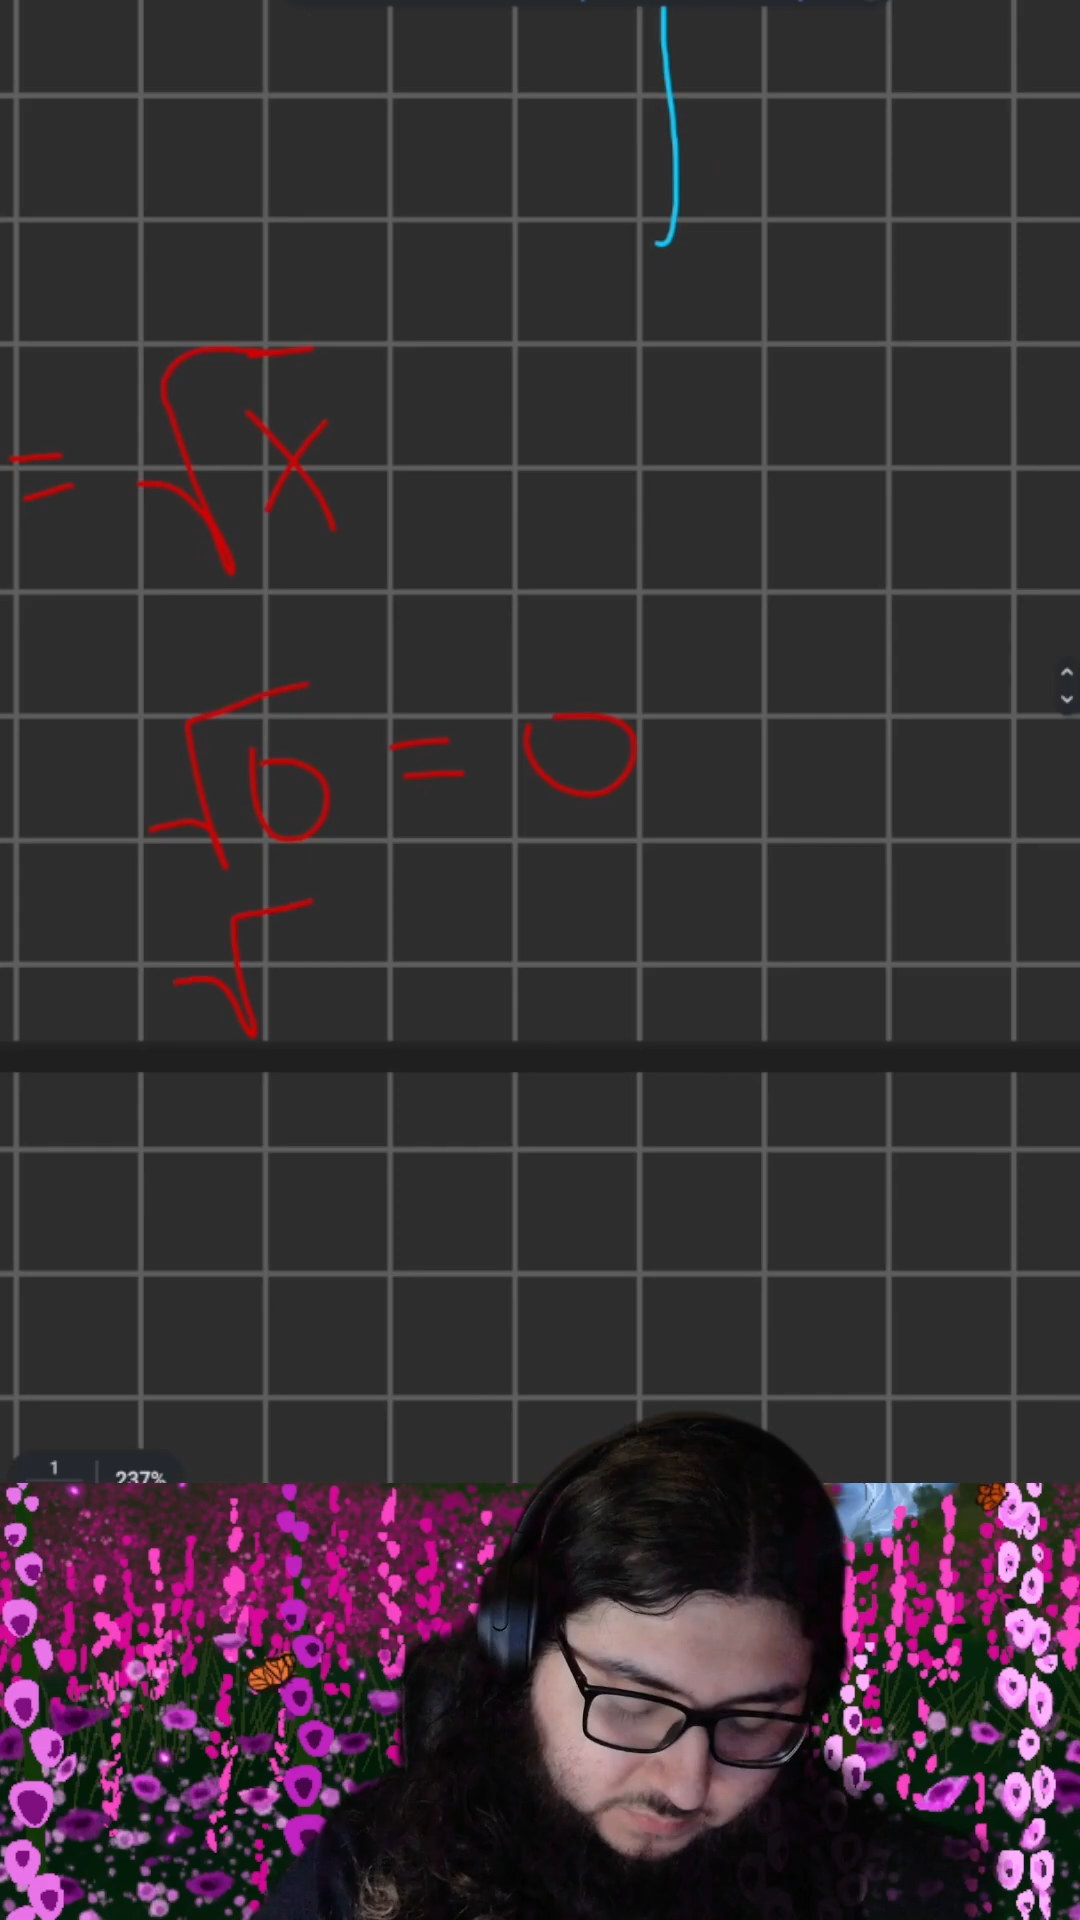 = √x
√0 = 0
√
1
237%